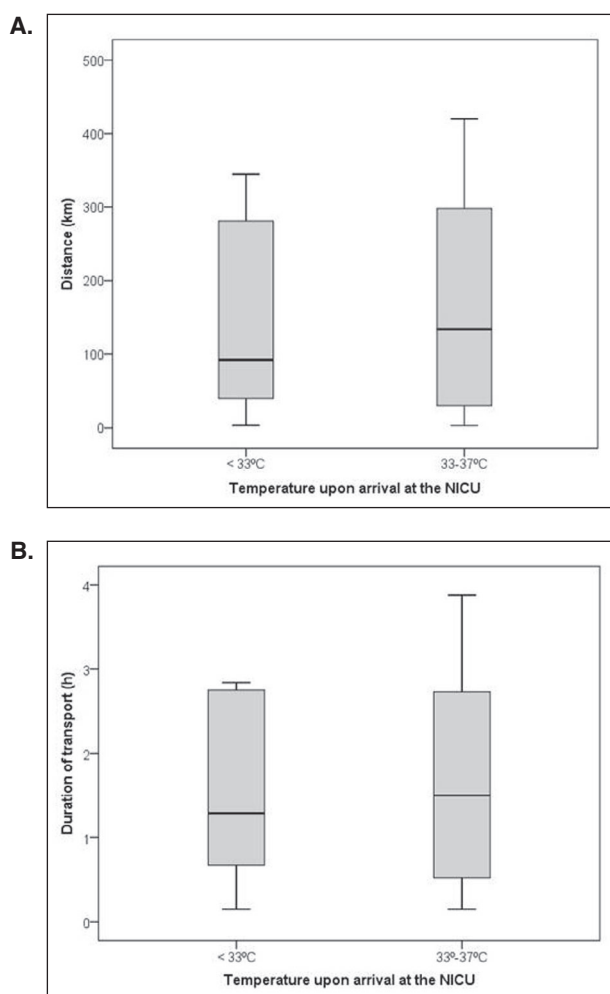 A.
500
400
300
200
100
0
Distance (km)
< 33ºC 33-37ºC
Temperature upon arrival at the NICU
B.
4
3
2
1
0
Duration of transport (h)
< 33ºC 33º-37ºC
Temperature upon arrival at the NICU